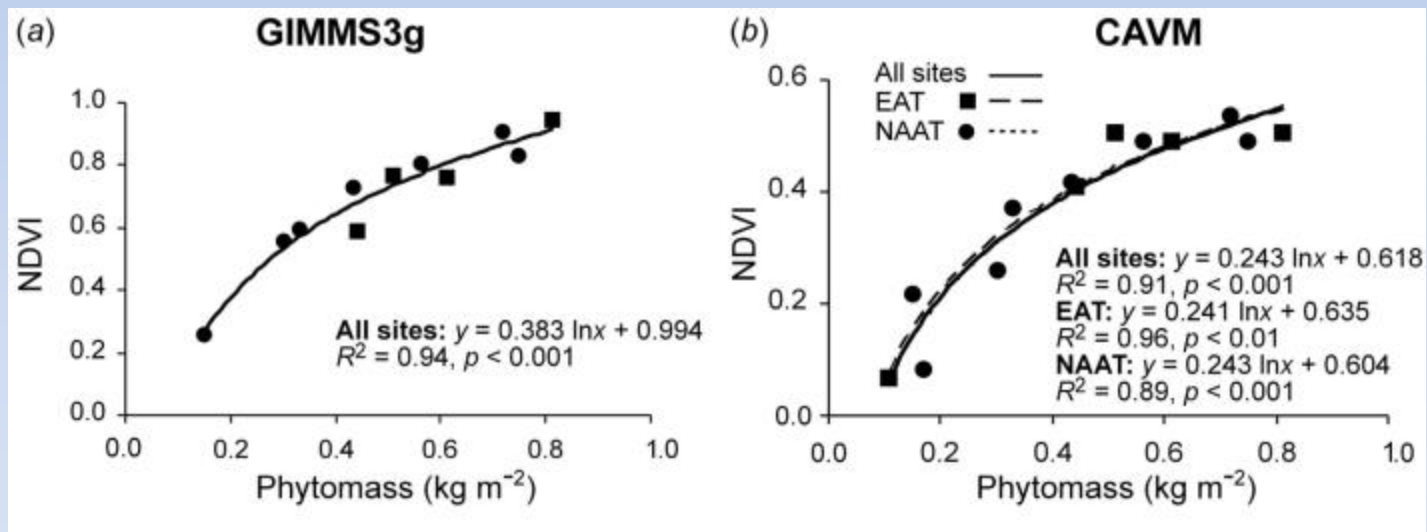 (a) GIMMS3g
1.0
0.8
0.6
0.4
0.2
0.0
NDVI
All sites: y = 0.383 lnx + 0.994
R² = 0.94, p < 0.001
0.0 0.2 0.4 0.6 0.8 1.0
Phytomass (kg m⁻²)
(b) CAVM
All sites
EAT
NAAT
0.6
0.4
0.2
0.0
NDVI
All sites: y = 0.243 lnx + 0.618
R² = 0.91, p < 0.001
EAT: y = 0.241 lnx + 0.635
R² = 0.96, p < 0.01
NAAT: y = 0.243 lnx + 0.604
R² = 0.89, p < 0.001
0.0 0.2 0.4 0.6 0.8 1.0
Phytomass (kg m⁻²)